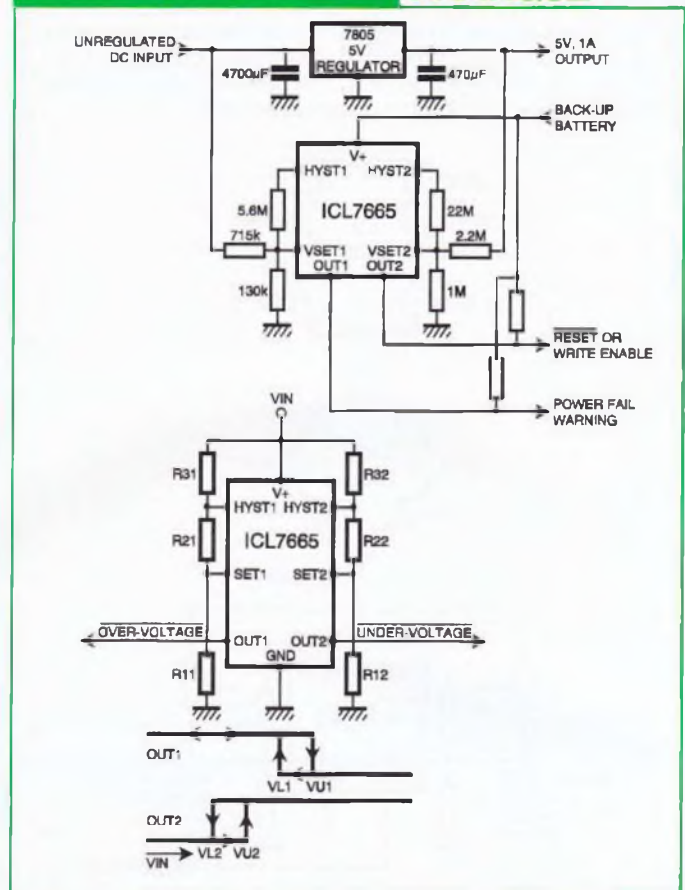 UNREGULATED
DC INPUT
7805
5V
REGULATOR
5V, 1A
OUTPUT
4700µF
470µF
BACK-UP
BATTERY
V+
HYST1
HYST2
5.6M
ICL7665
22M
715k
2.2M
VSET1
VSET2
OUT1
OUT2
130k
1M
RESET OR
WRITE ENABLE
POWER FAIL
WARNING
VIN
R31
R32
V+
HYST1
HYST2
R21
ICL7665
R22
SET1
SET2
OVER-VOLTAGE
OUT1
OUT2
UNDER-VOLTAGE
R11
GND
R12
OUT1
VL1
VU1
OUT2
VIN
VL2
VU2